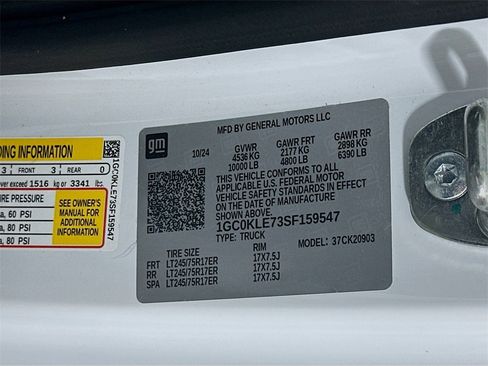 DING INFORMATION
3 FRONT 3 REAR 0
ver exceed 1516 kg or 3341 lbs.
RE PRESSURE
a, 60 PSI
a, 80 PSI
a, 80 PSI
SEE OWNER'S
MANUAL FOR
ADDITIONAL
INFORMATION
1GC0KLE73SF159547
gm
MFD BY GENERAL MOTORS LLC
10/24 GVWR GAWR FRT GAWR RR
4536 KG 2177 KG 2898 KG
10000 LB 4800 LB 6390 LB
THIS VEHICLE CONFORMS TO ALL
APPLICABLE U.S. FEDERAL MOTOR
VEHICLE SAFETY STANDARDS IN
EFFECT ON THE DATE OF
MANUFACTURE SHOWN ABOVE.
1GC0KLE73SF159547
TYPE: TRUCK MODEL: 37CK20903
TIRE SIZE RIM
FRT LT245/75R17ER 17X7.5J
RR LT245/75R17ER 17X7.5J
SPA LT245/75R17ER 17X7.5J